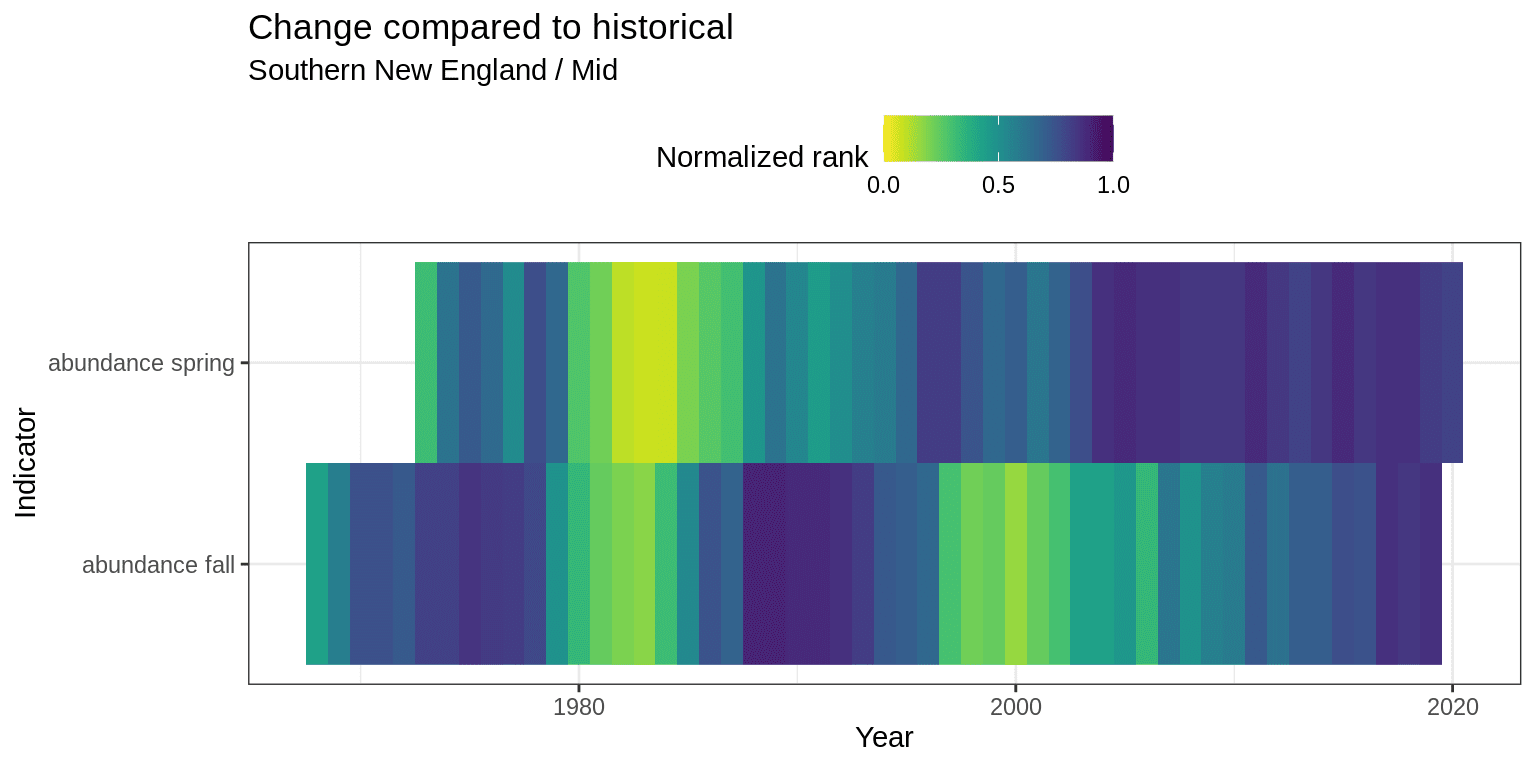 Change compared to historical
Southern New England / Mid
Normalized rank
0.0 0.5 1.0
abundance spring
abundance fall
Indicator
1980 2000 2020
Year